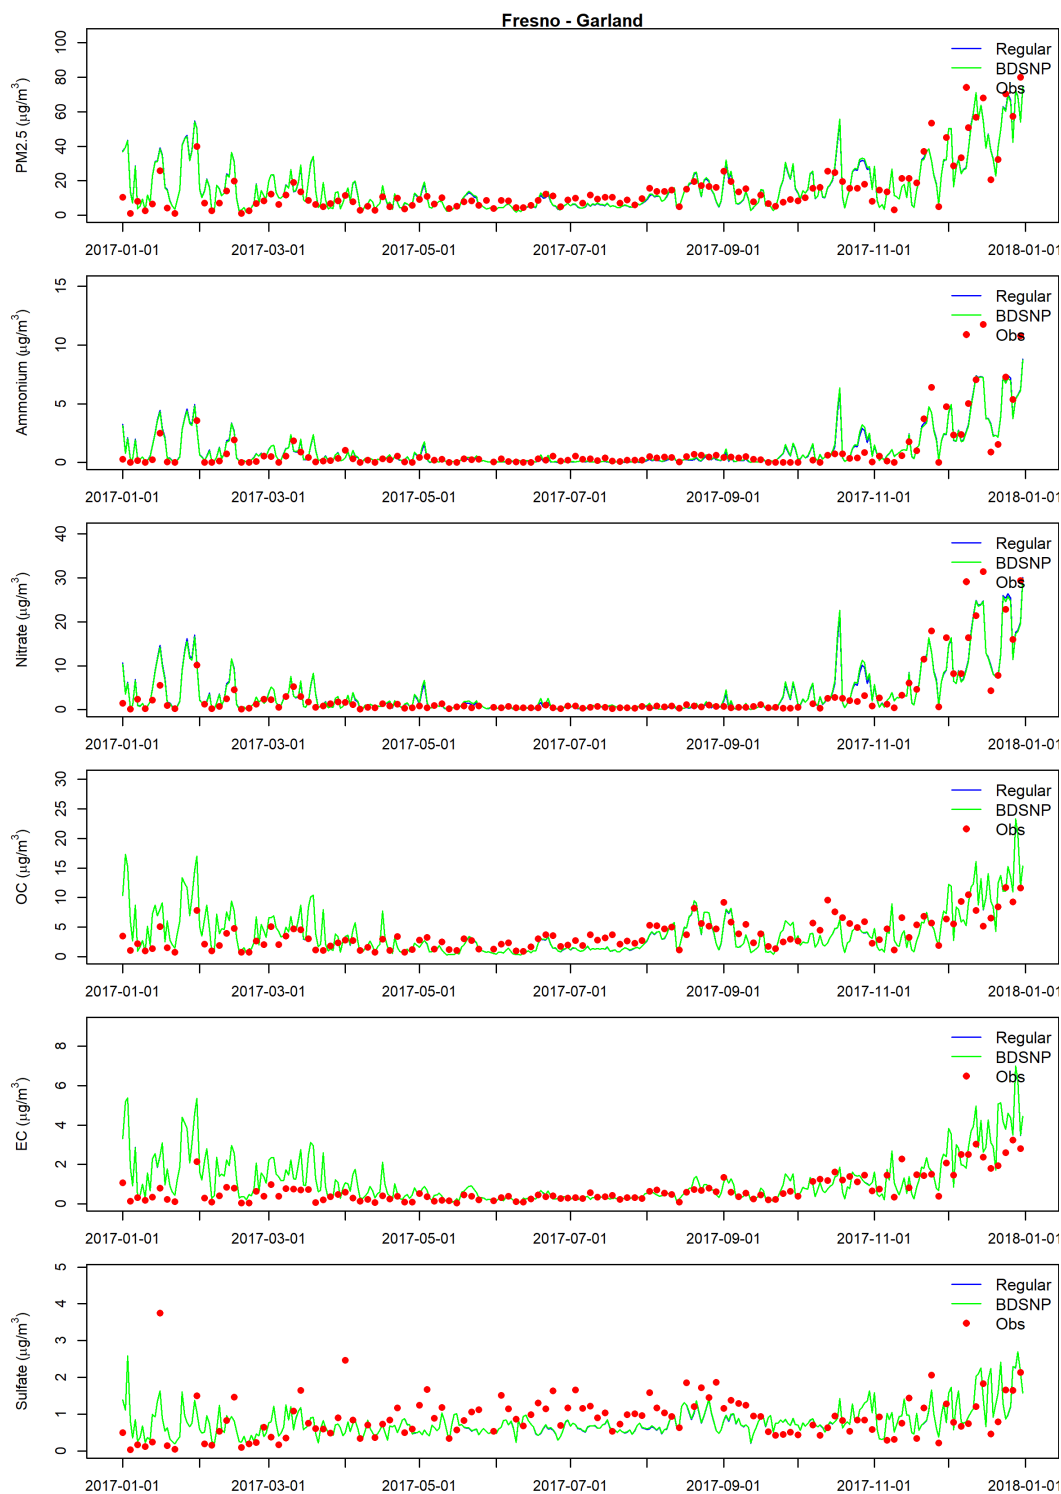 Fresno - Garland
PM2.5 (μg/m³)
0 20 40 60 80 100
Regular
BDSNP
Obs
2017-01-01 2017-03-01 2017-05-01 2017-07-01 2017-09-01 2017-11-01 2018-01-01
Ammonium (μg/m³)
0 5 10 15
Regular
BDSNP
Obs
2017-01-01 2017-03-01 2017-05-01 2017-07-01 2017-09-01 2017-11-01 2018-01-01
Nitrate (μg/m³)
0 10 20 30 40
Regular
BDSNP
Obs
2017-01-01 2017-03-01 2017-05-01 2017-07-01 2017-09-01 2017-11-01 2018-01-01
OC (μg/m³)
0 5 10 15 20 25 30
Regular
BDSNP
Obs
2017-01-01 2017-03-01 2017-05-01 2017-07-01 2017-09-01 2017-11-01 2018-01-01
EC (μg/m³)
0 2 4 6 8
Regular
BDSNP
Obs
2017-01-01 2017-03-01 2017-05-01 2017-07-01 2017-09-01 2017-11-01 2018-01-01
Sulfate (μg/m³)
0 1 2 3 4 5
Regular
BDSNP
Obs
2017-01-01 2017-03-01 2017-05-01 2017-07-01 2017-09-01 2017-11-01 2018-01-01